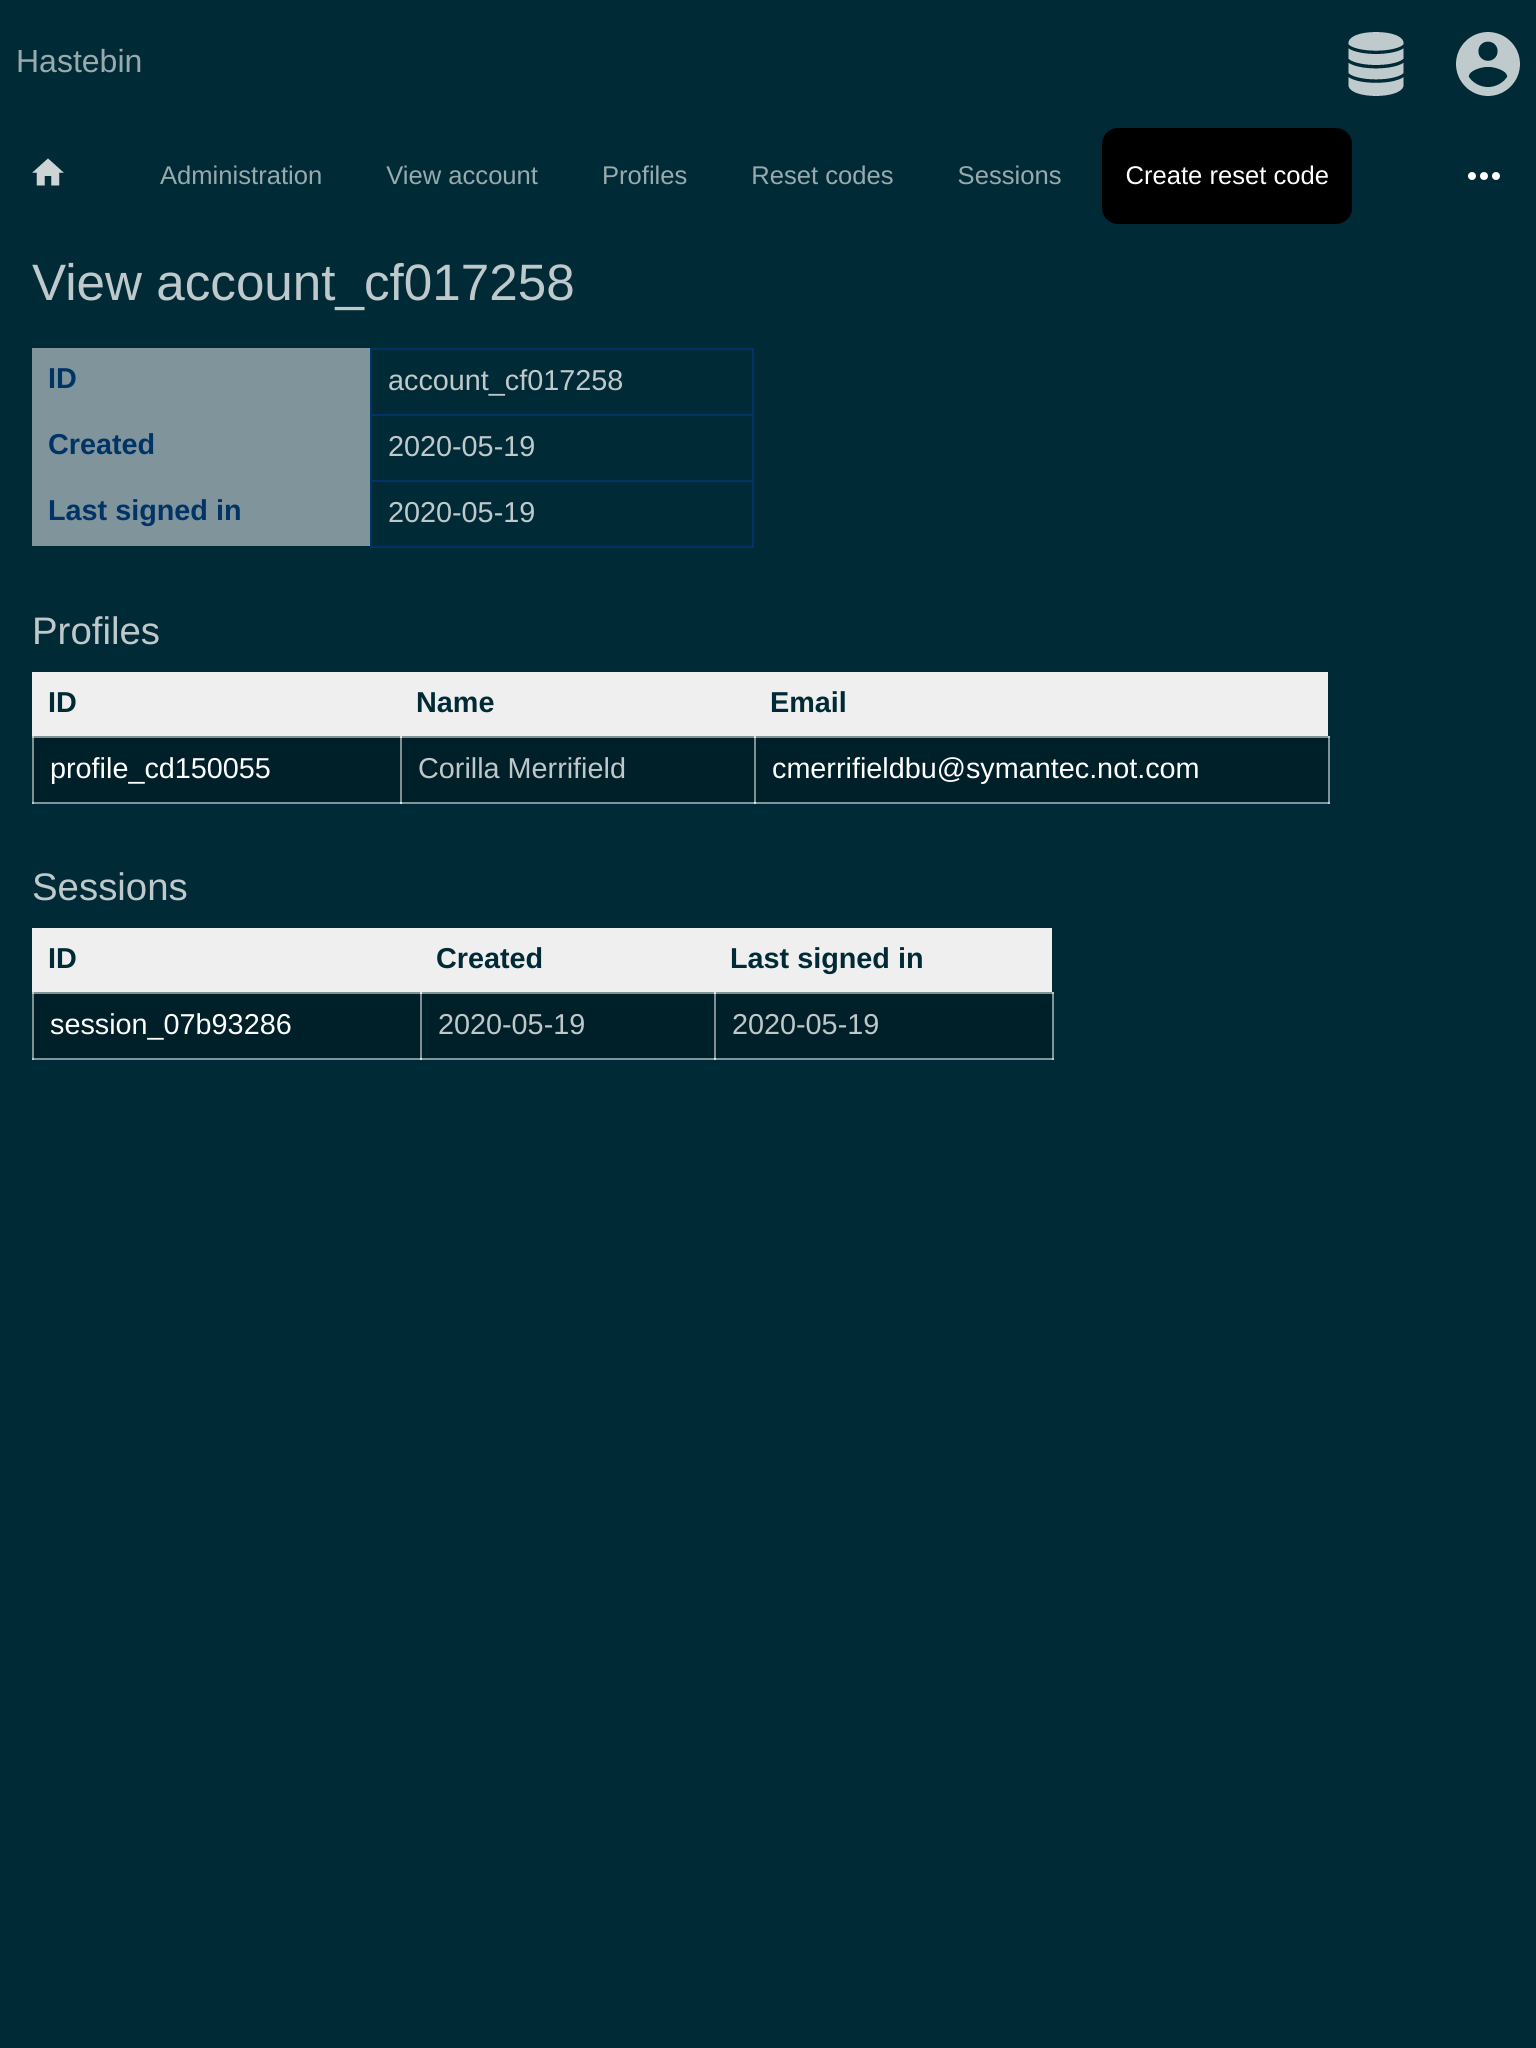 Hastebin
Administration View account Profiles Reset codes Sessions Create reset code
View account_cf017258
ID account_cf017258
Created 2020-05-19
Last signed in 2020-05-19
Profiles
ID Name Email
profile_cd150055 Corilla Merrifield cmerrifieldbu@symantec.not.com
Sessions
ID Created Last signed in
session_07b93286 2020-05-19 2020-05-19